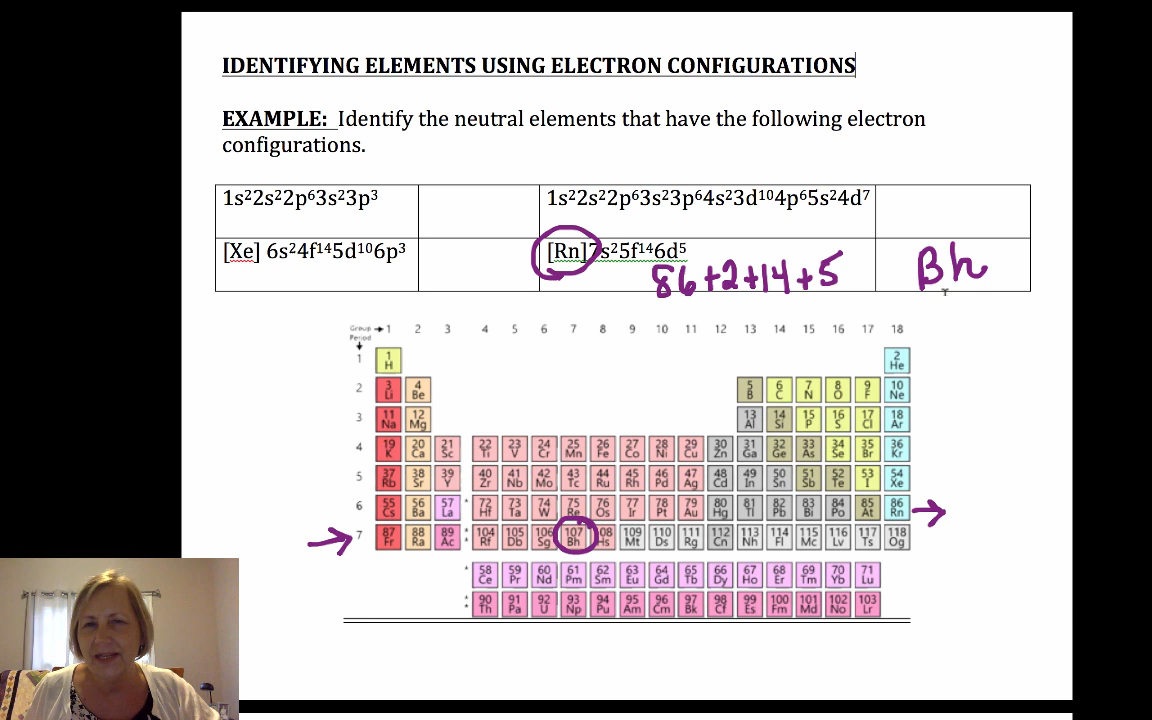 IDENTIFYING ELEMENTS USING ELECTRON CONFIGURATIONS
EXAMPLE: Identify the neutral elements that have the following electron
configurations.
1s²2s²2p⁶3s²3p³ 1s²2s²2p⁶3s²3p⁶4s²3d¹⁰4p⁶5s²4d⁷
[Xe] 6s²4f¹⁴5d¹⁰6p³ [Rn]7s²5f¹⁴6d⁵
86+2+14+5 Bh
Group → 1 2 3 4 5 6 7 8 9 10 11 12 13 14 15 16 17 18
Period
1 1 2
H He
2 3 4 5 6 7 8 9 10
Li Be B C N O F Ne
3 11 12 13 14 15 16 17 18
Na Mg Al Si P S Cl Ar
4 19 20 21 22 23 24 25 26 27 28 29 30 31 32 33 34 35 36
K Ca Sc Ti V Cr Mn Fe Co Ni Cu Zn Ga Ge As Se Br Kr
5 37 38 39 40 41 42 43 44 45 46 47 48 49 50 51 52 53 54
Rb Sr Y Zr Nb Mo Tc Ru Rh Pd Ag Cd In Sn Sb Te I Xe
6 55 56 57 * 72 73 74 75 76 77 78 79 80 81 82 83 84 85 86
Cs Ba La Hf Ta W Re Os Ir Pt Au Hg Tl Pb Bi Po At Rn
7 87 88 89 * 104 105 106 107 108 109 110 111 112 113 114 115 116 117 118
Fr Ra Ac * Rf Db Sg Bh Hs Mt Ds Rg Cn Nh Fl Mc Lv Ts Og
* 58 59 60 61 62 63 64 65 66 67 68 69 70 71
Ce Pr Nd Pm Sm Eu Gd Tb Dy Ho Er Tm Yb Lu
* 90 91 92 93 94 95 96 97 98 99 100 101 102 103
* Th Pa U Np Pu Am Cm Bk Cf Es Fm Md No Lr